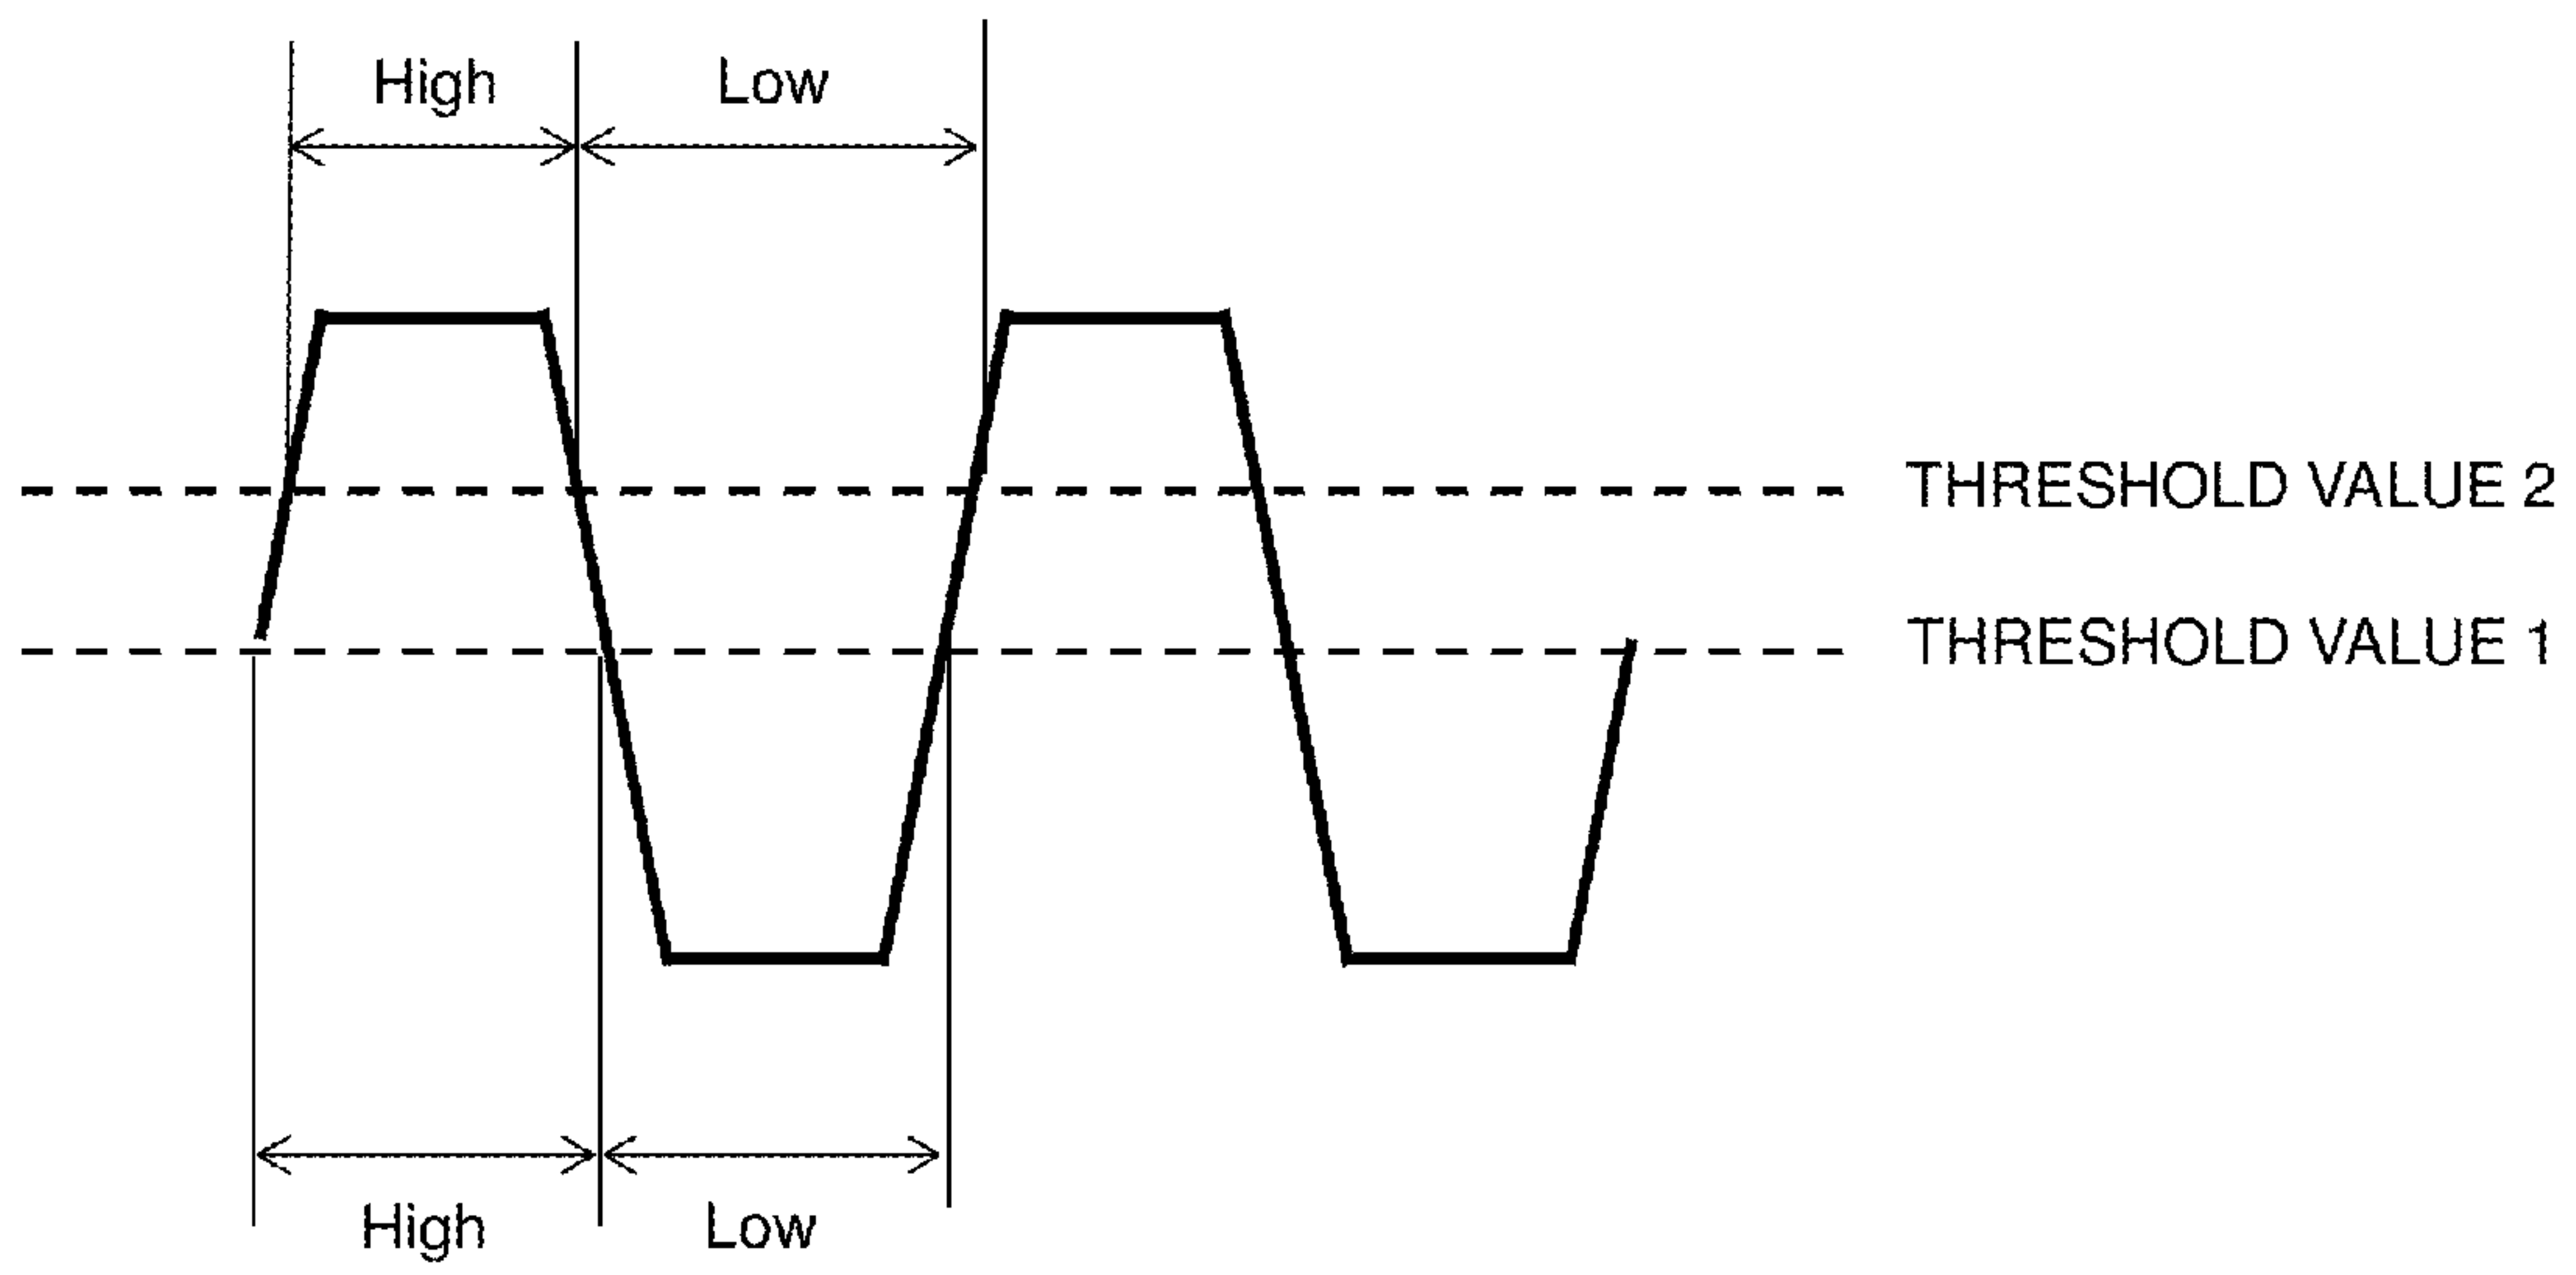 High
Low
THRESHOLD VALUE 2
THRESHOLD VALUE 1
High
Low